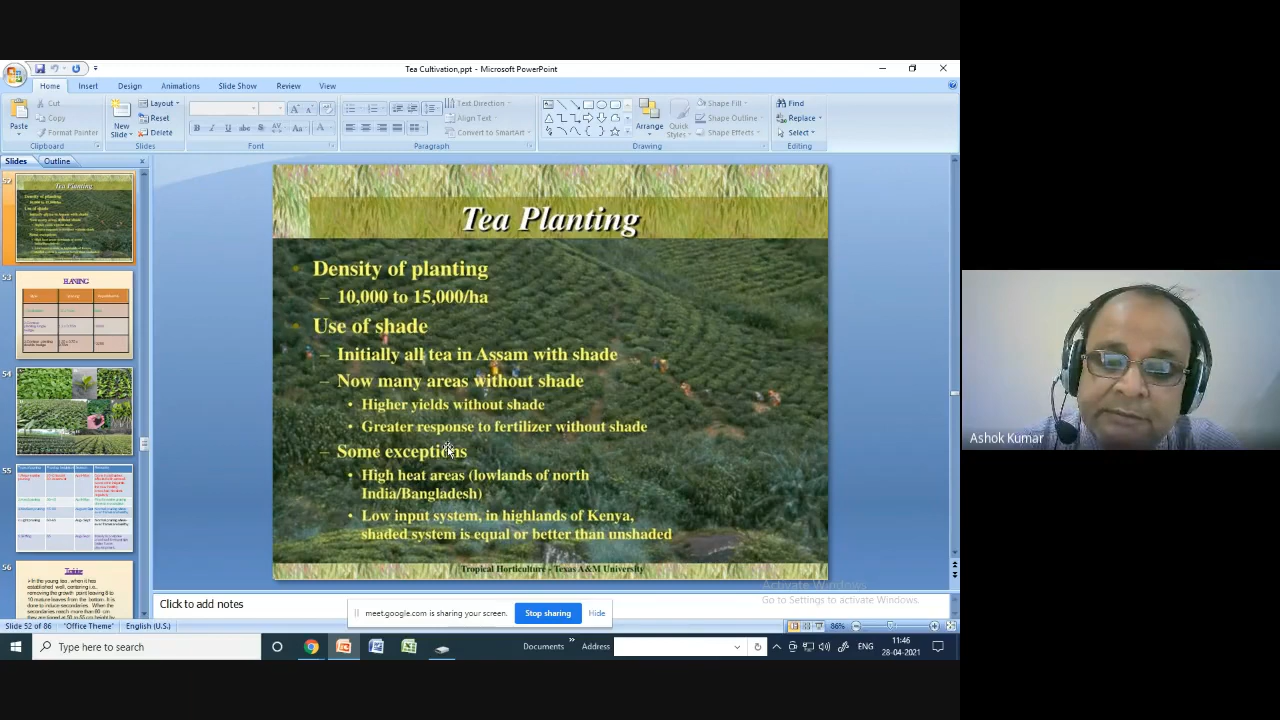 Tea Cultivation,ppt - Microsoft PowerPoint
Home Insert Design Animations Slide Show Review View
Paste
Cut
Copy
Format Painter
Clipboard
New Slide
Layout
Reset
Delete
Slides
Font
Text Direction
Align Text
Convert to SmartArt
Paragraph
Arrange
Quick Styles
Shape Fill
Shape Outline
Shape Effects
Drawing
Find
Replace
Select
Editing
Slides Outline
52
53
54
55
56
Training
Tea Planting
Density of planting
– 10,000 to 15,000/ha
Use of shade
– Initially all tea in Assam with shade
– Now many areas without shade
• Higher yields without shade
• Greater response to fertilizer without shade
Some exceptions
• High heat areas (lowlands of north
India/Bangladesh)
• Low input system, in highlands of Kenya,
shaded system is equal or better than unshaded
Tropical Horticulture - Texas A&M University
Activate Windows
Go to Settings to activate Windows.
Click to add notes
meet.google.com is sharing your screen.
Stop sharing
Hide
Slide 52 of 86 "Office Theme" English (U.S.)
86%
Type here to search
Documents
Address
ENG
11:46
28-04-2021
Ashok Kumar